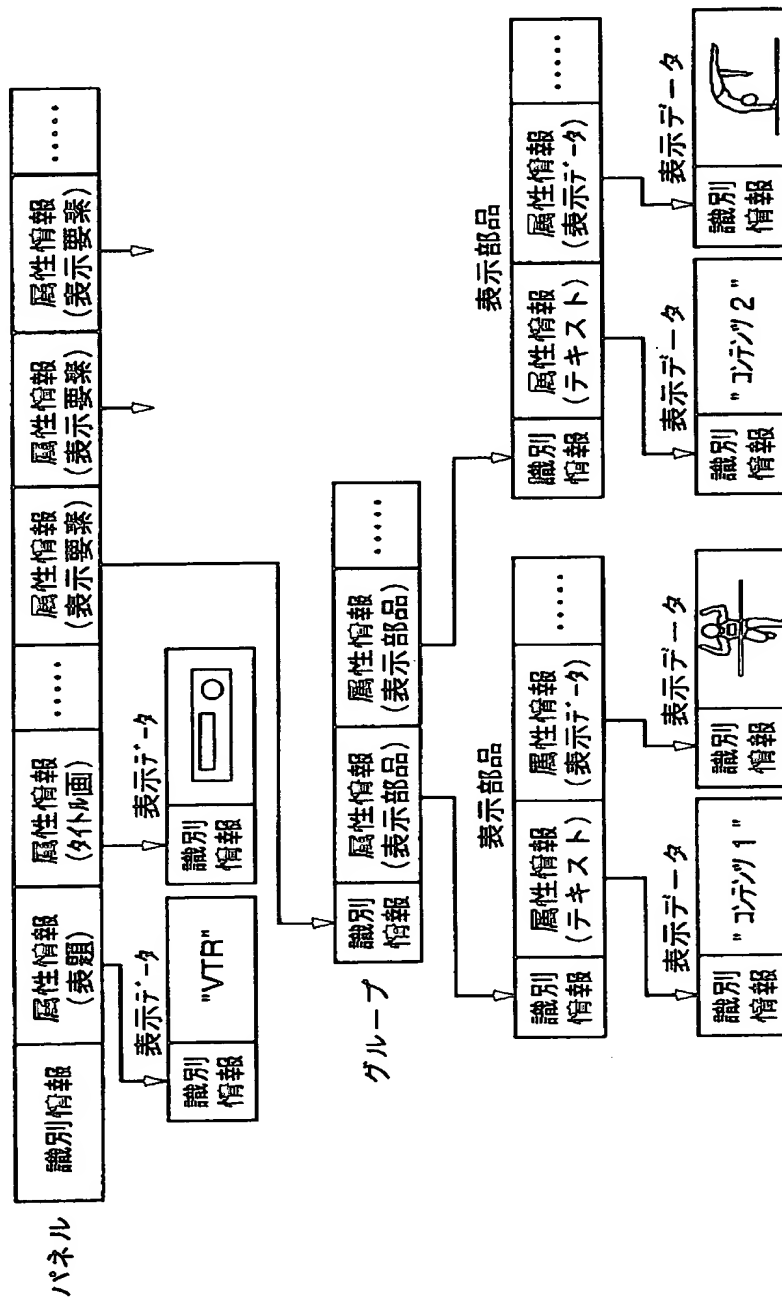 パネル
識別情報
属性情報
(表題)
属性情報
(タイトル画)
.....
属性情報
(表示要素)
属性情報
(表示要素)
属性情報
(表示要素)
.....
表示データ
識別
情報
"VTR"
表示データ
識別
情報
グループ
識別
情報
属性情報
(表示部品)
属性情報
(表示部品)
.....
表示部品
識別
情報
属性情報
(テキスト)
属性情報
(表示データ)
.....
表示部品
識別
情報
属性情報
(テキスト)
属性情報
(表示データ)
.....
表示データ
識別
情報
"コンテンツ1"
表示データ
識別
情報
表示データ
識別
情報
"コンテンツ2"
表示データ
識別
情報